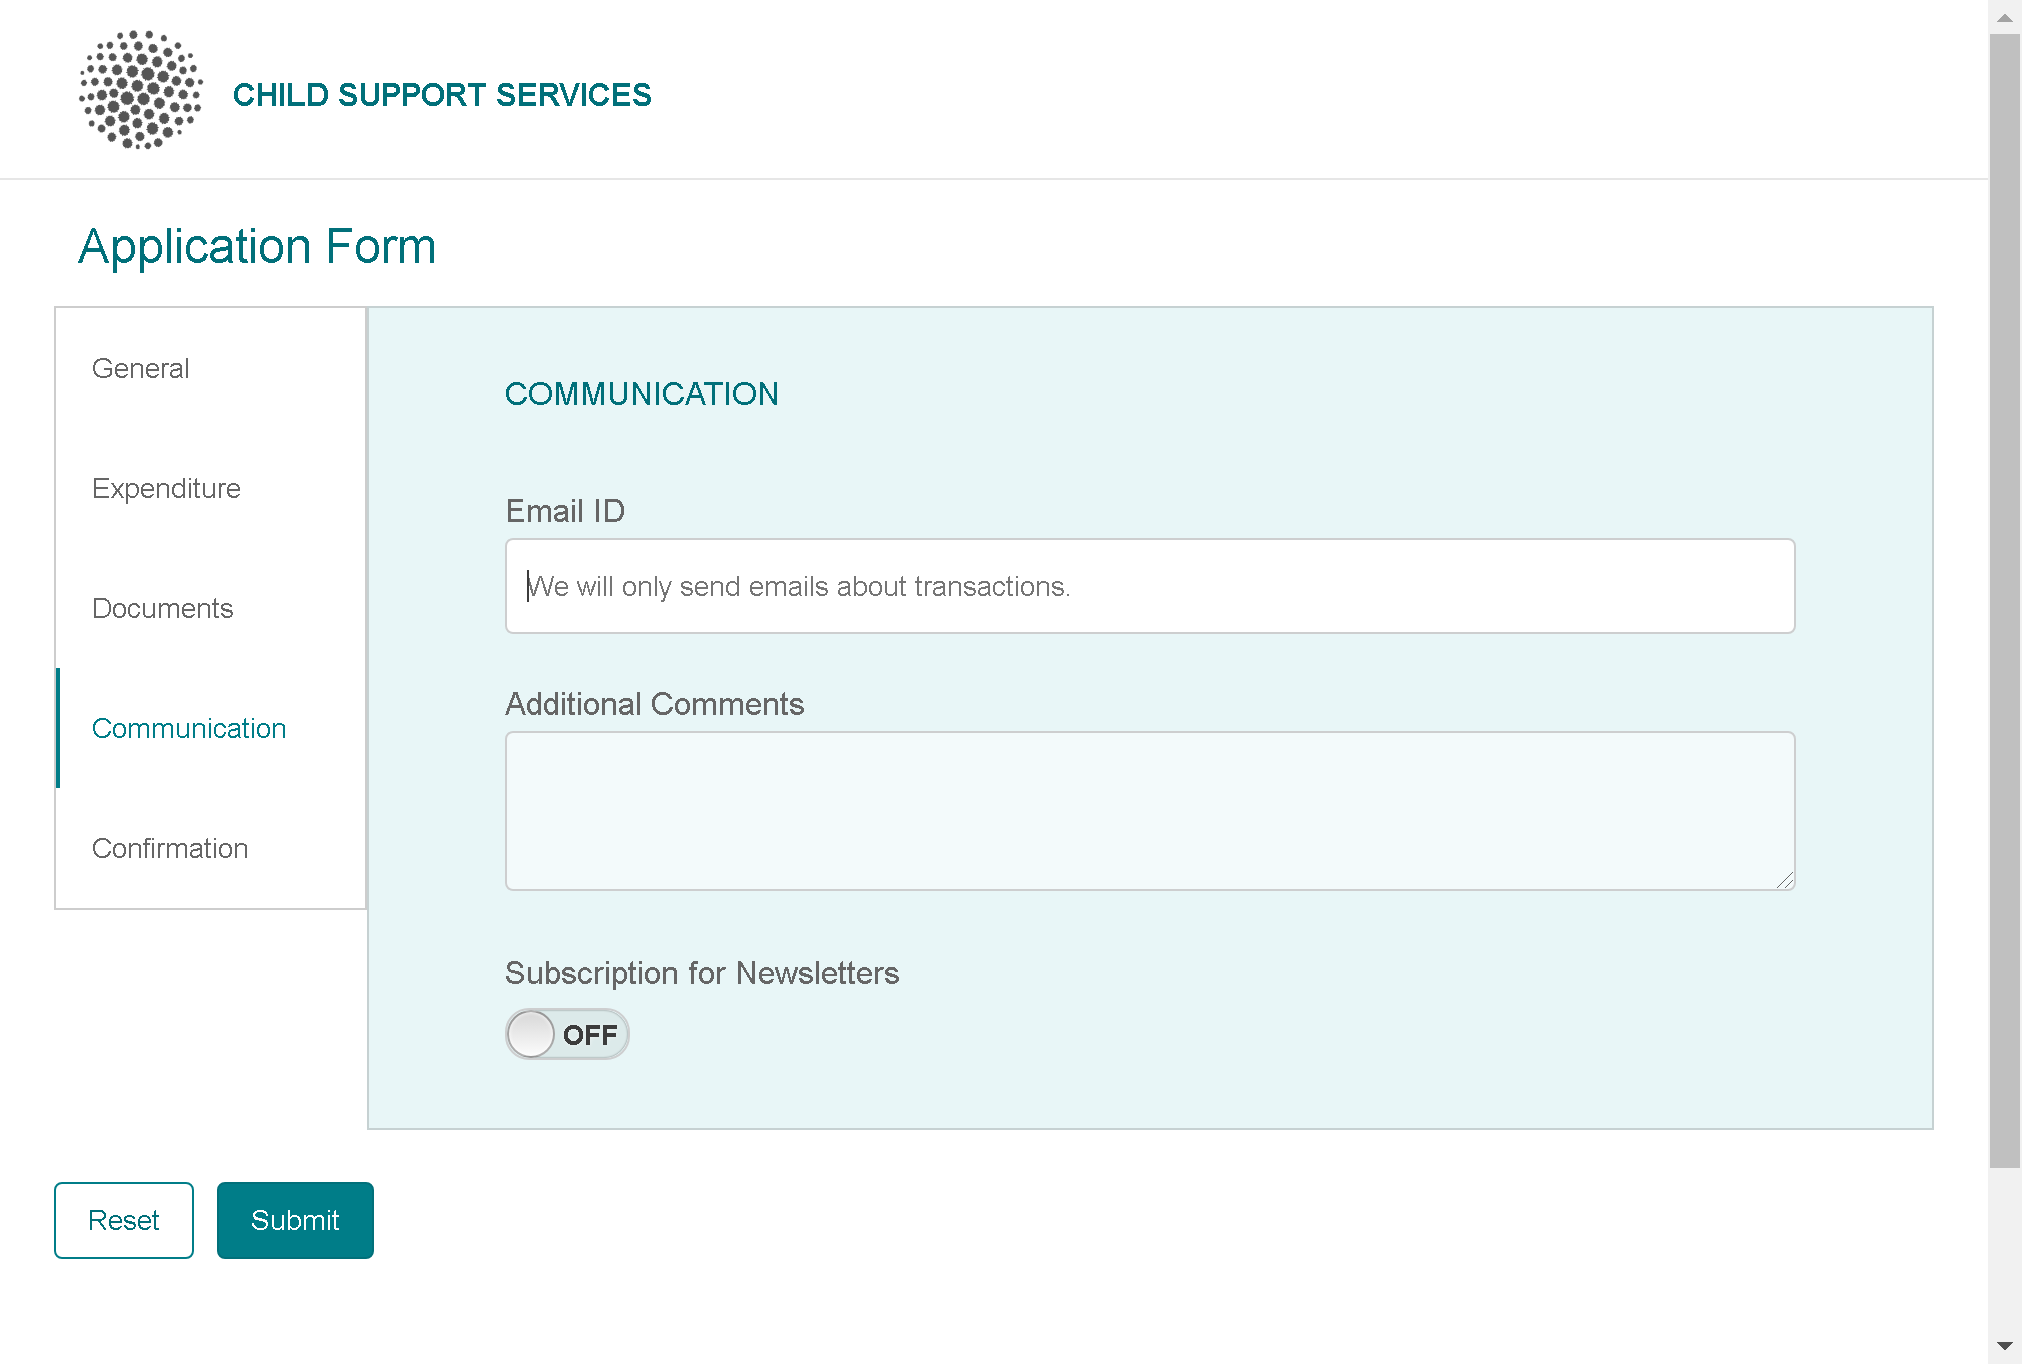 CHILD SUPPORT SERVICES
Application Form
General
Expenditure
Documents
Communication
Confirmation
COMMUNICATION
Email ID
We will only send emails about transactions.
Additional Comments
Subscription for Newsletters
OFF
Reset
Submit